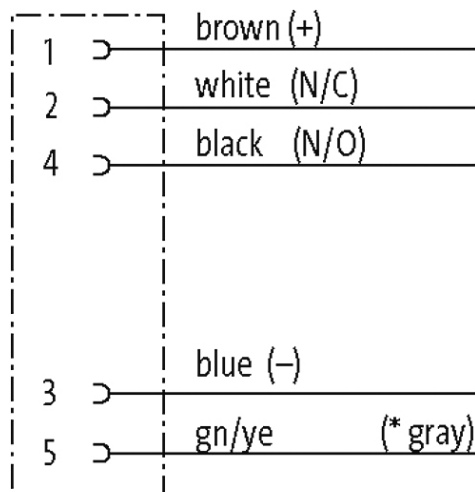 1 brown (+)
2 white (N/C)
4 black (N/O)
3 blue (–)
5 gn/ye (* gray)